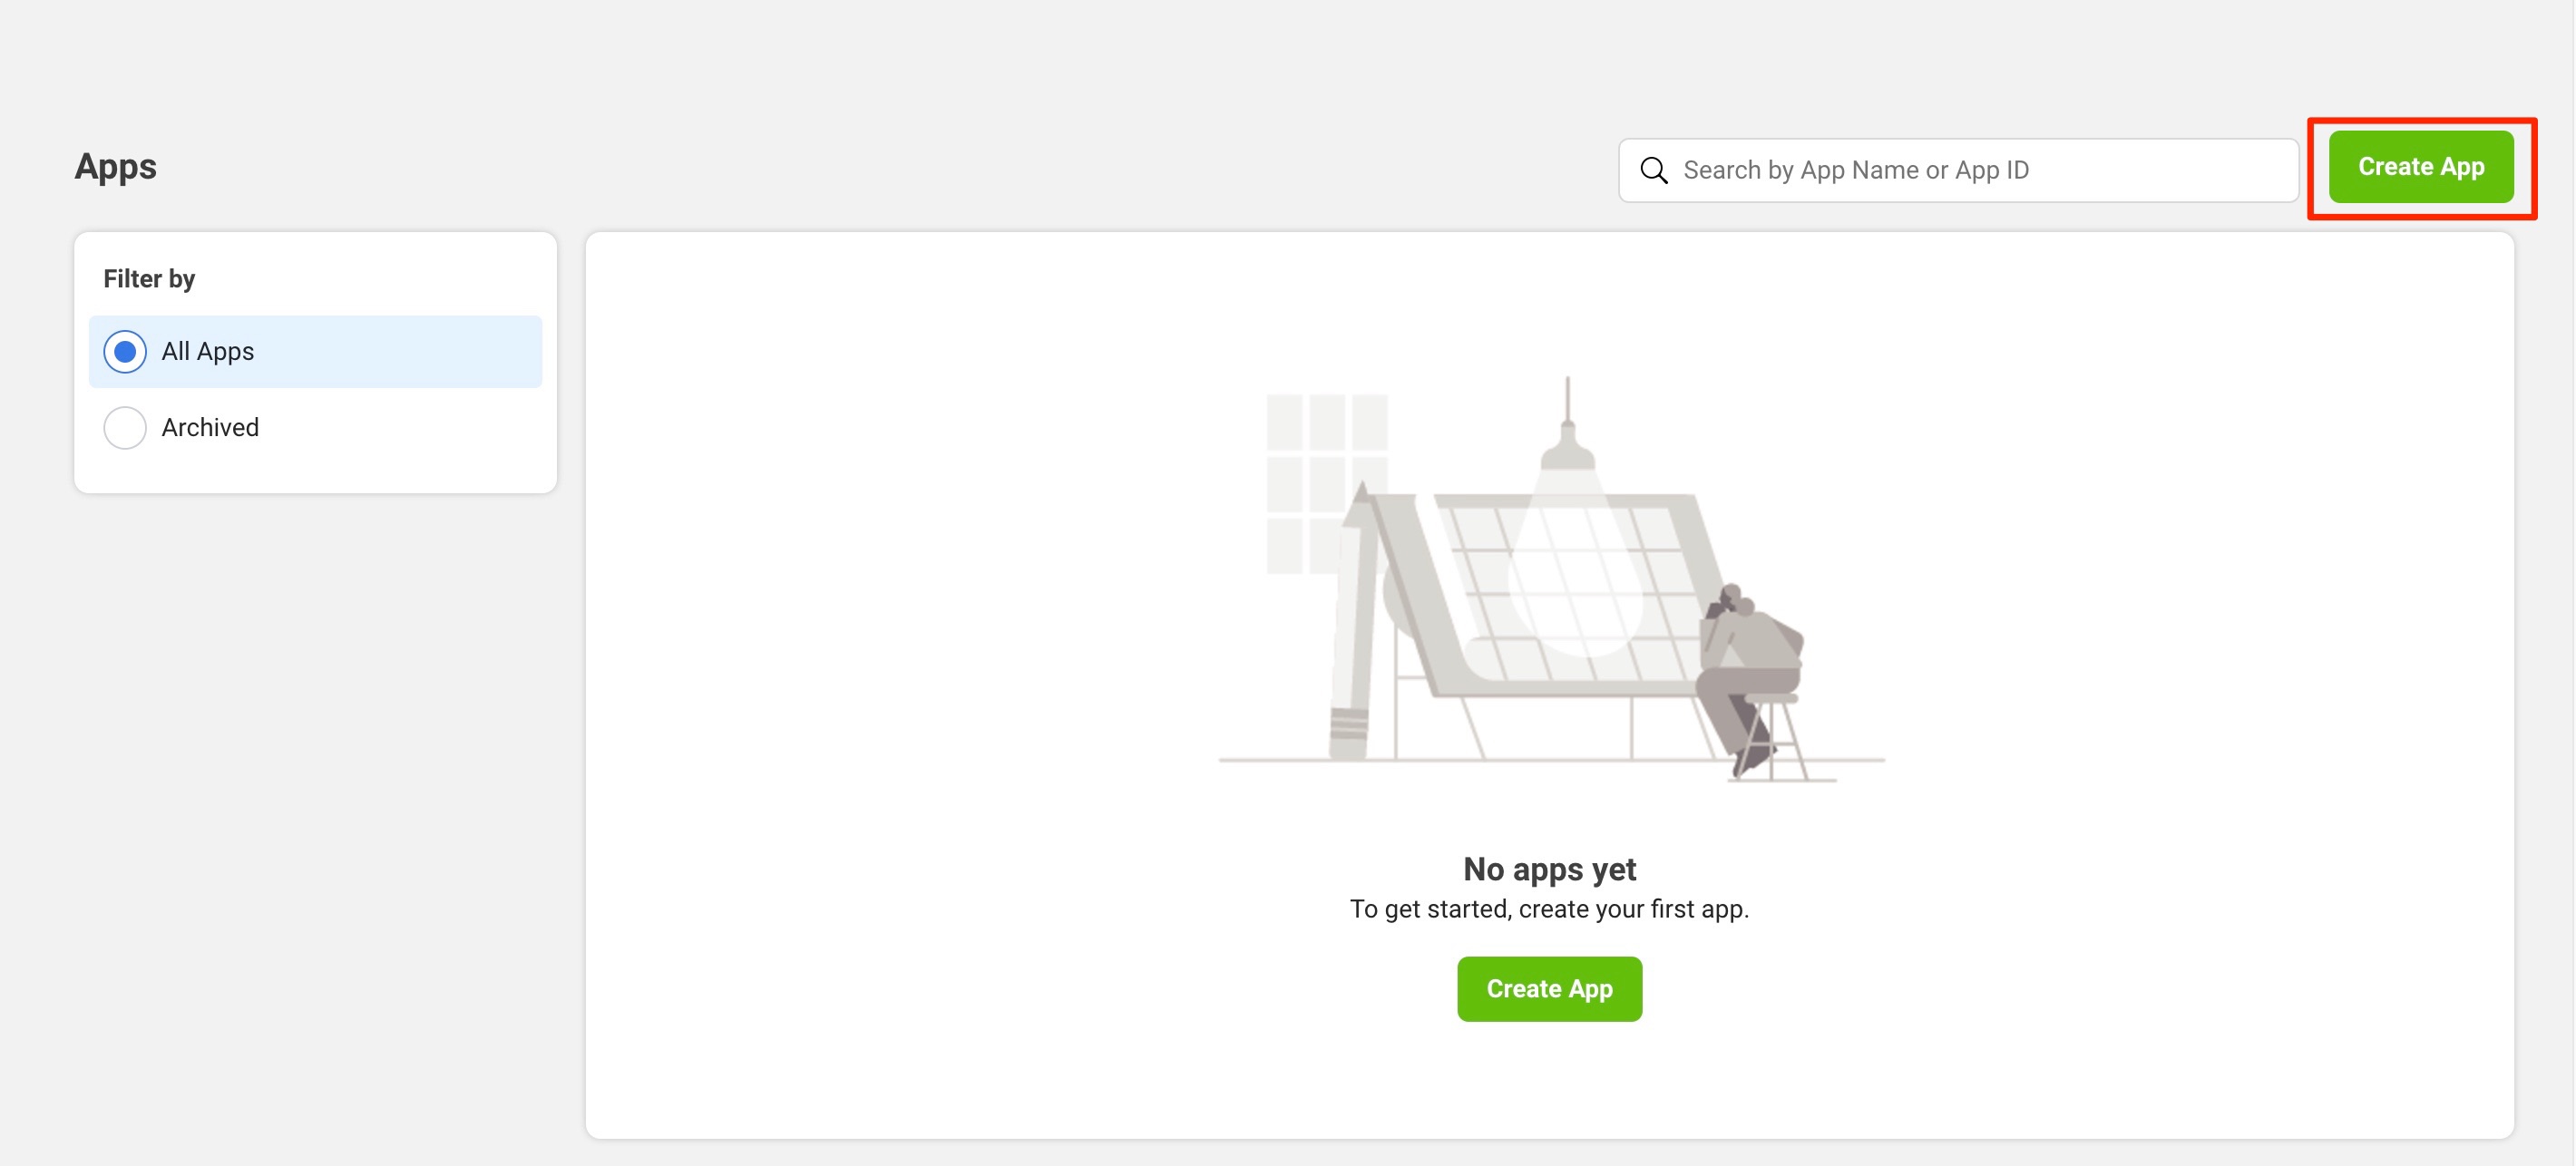 Apps
Search by App Name or App ID
Create App
Filter by
All Apps
Archived
No apps yet
To get started, create your first app.
Create App